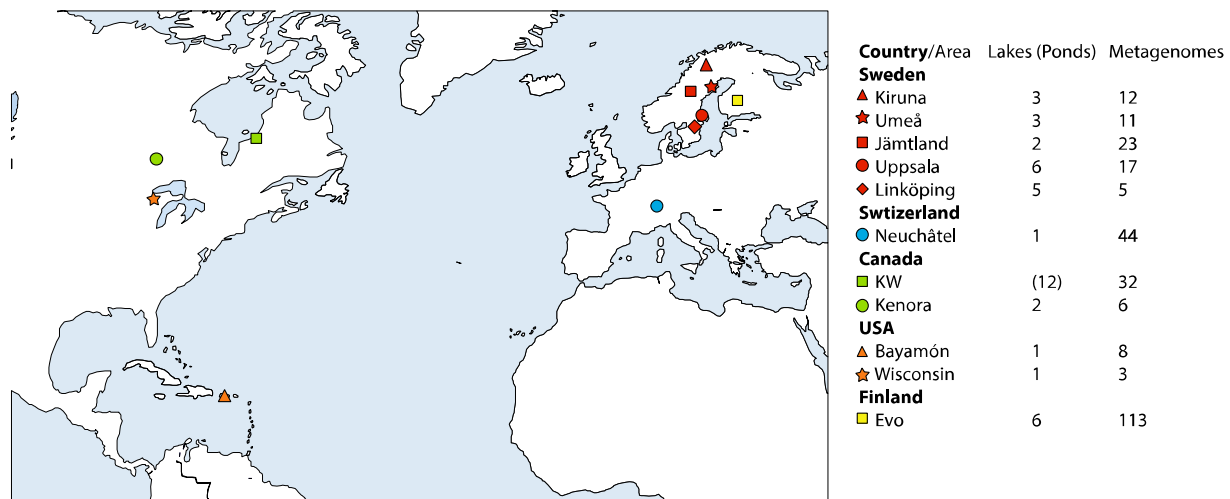 Country/Area Lakes (Ponds) Metagenomes
Sweden
Kiruna 3 12
Umeå 3 11
Jämtland 2 23
Uppsala 6 17
Linköping 5 5
Swtizerland
Neuchâtel 1 44
Canada
KW (12) 32
Kenora 2 6
USA
Bayamón 1 8
Wisconsin 1 3
Finland
Evo 6 113